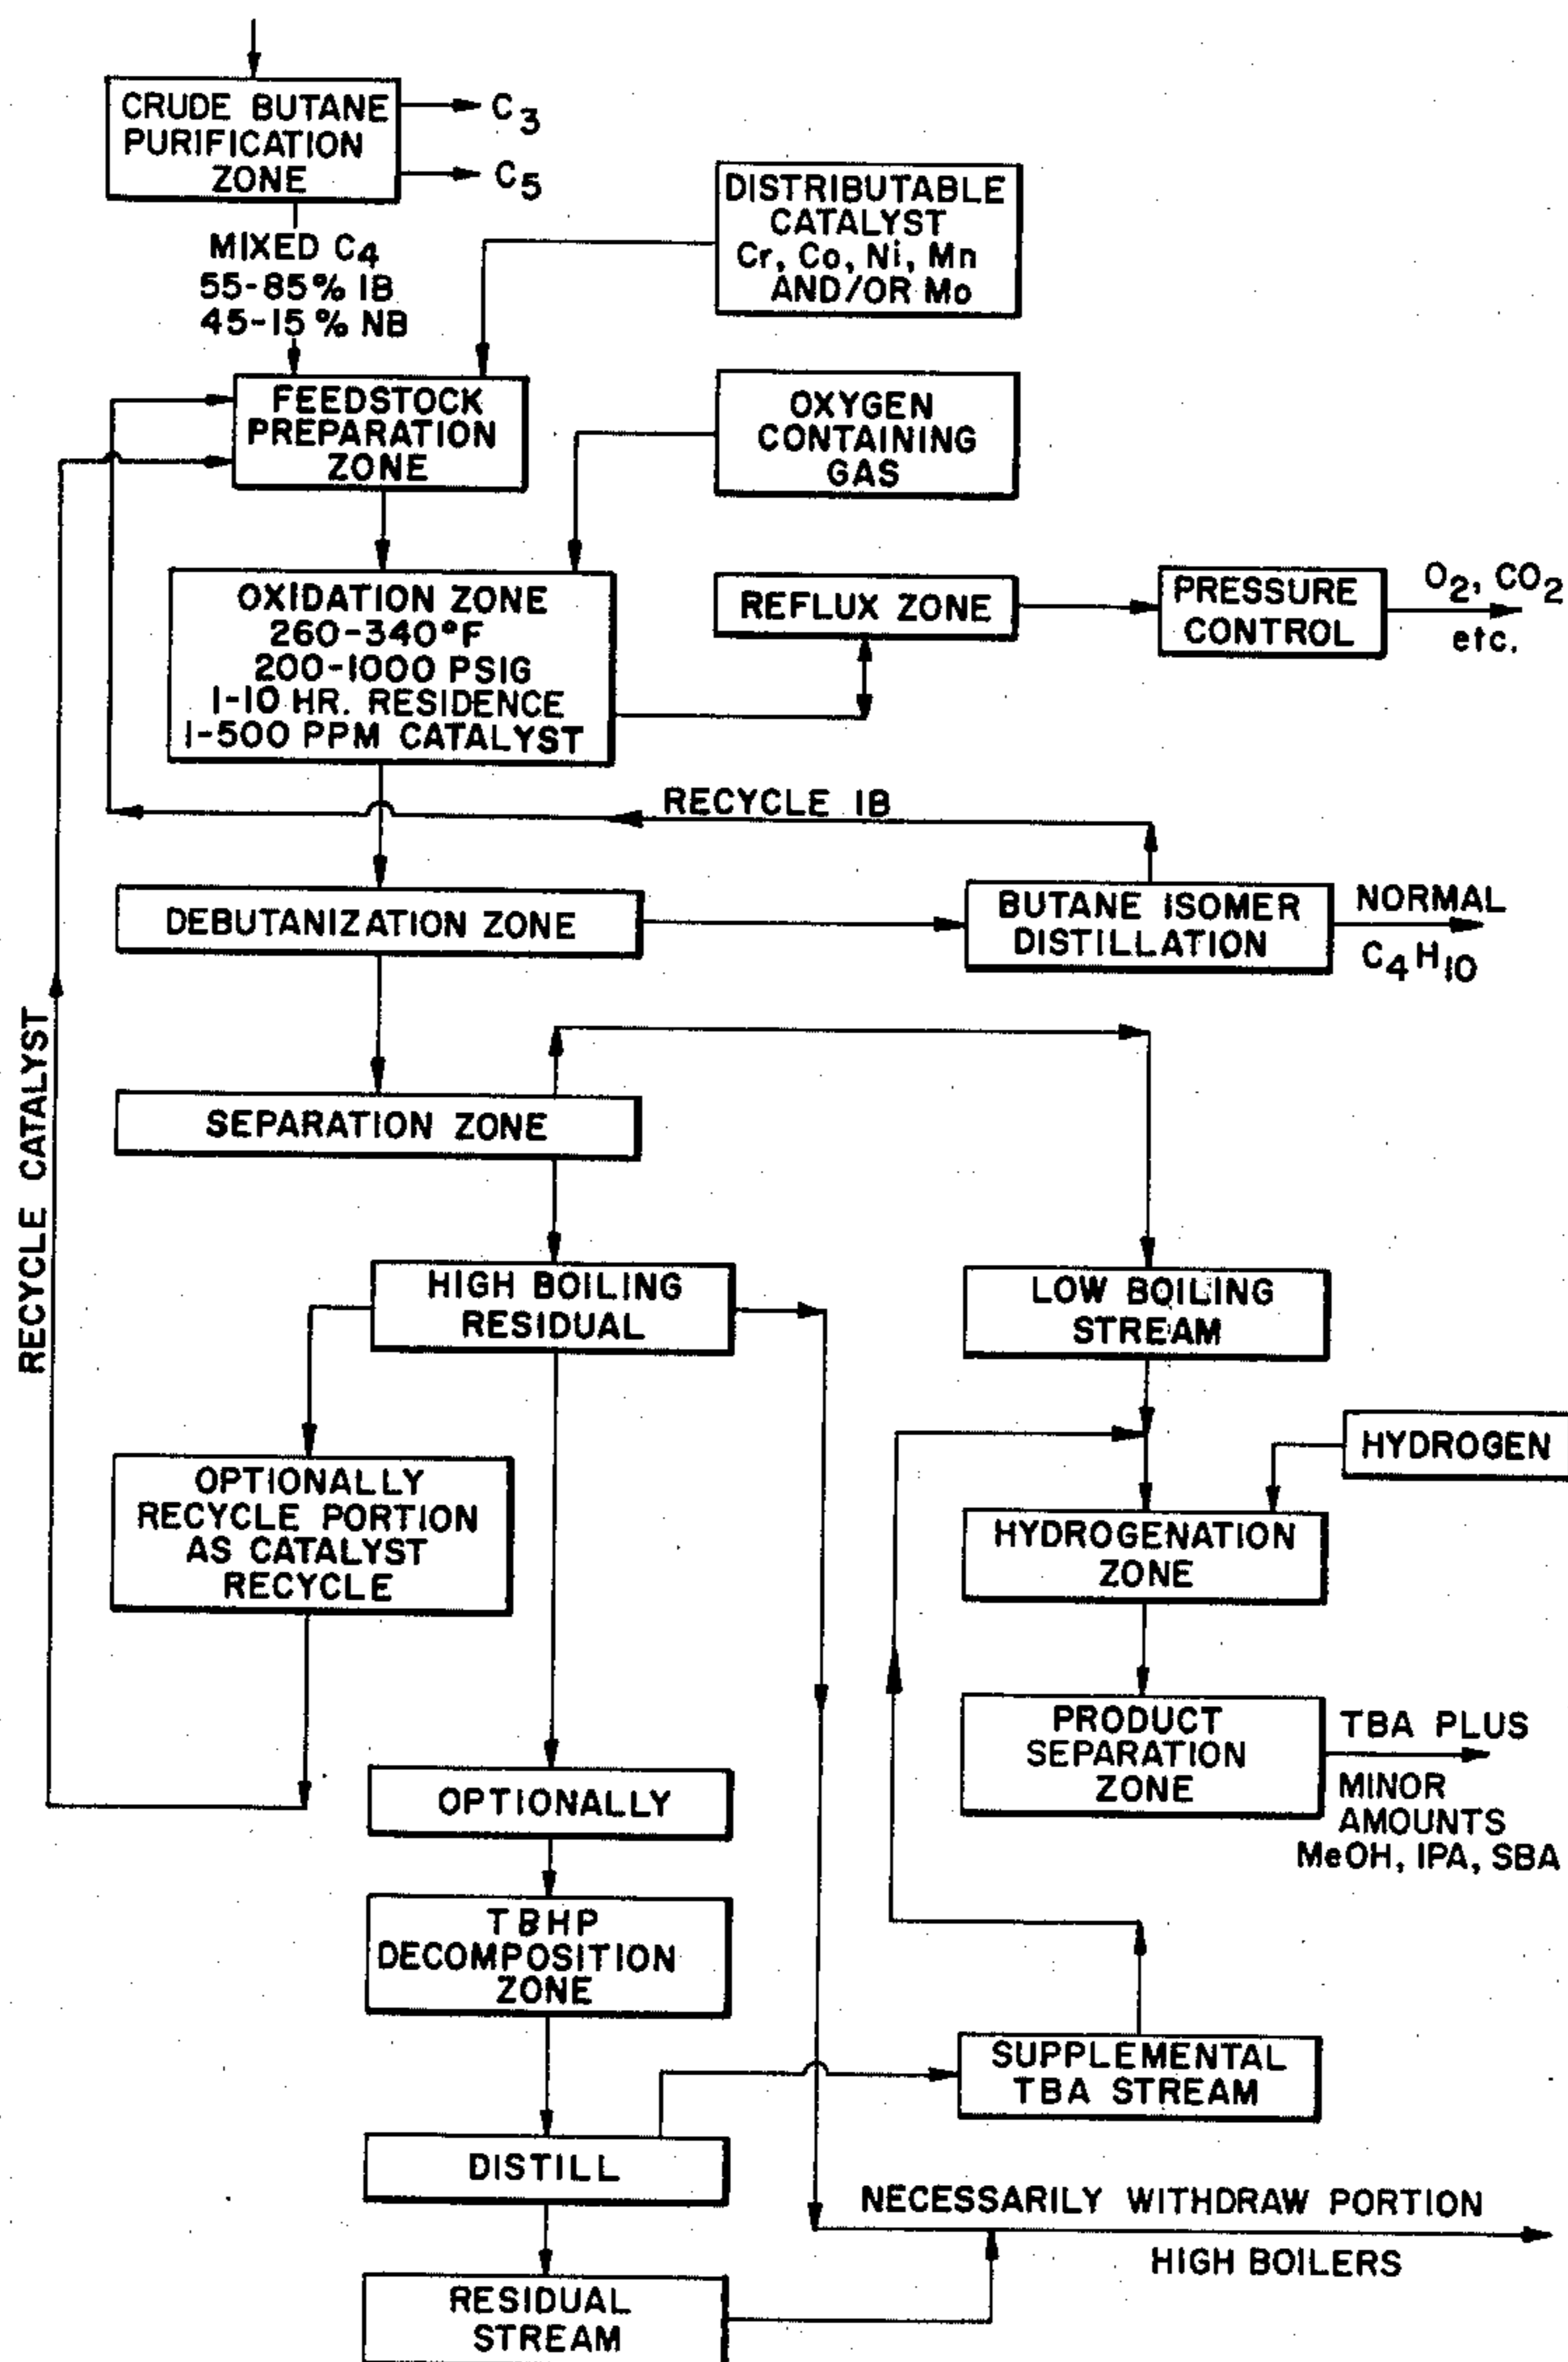 CRUDE BUTANE
PURIFICATION
ZONE
C3
C5
MIXED C4
55-85% IB
45-15% NB
DISTRIBUTABLE
CATALYST
Cr, Co, Ni, Mn
AND/OR Mo
FEEDSTOCK
PREPARATION
ZONE
OXYGEN
CONTAINING
GAS
OXIDATION ZONE
260-340°F
200-1000 PSIG
1-10 HR. RESIDENCE
1-500 PPM CATALYST
REFLUX ZONE
PRESSURE
CONTROL
O2, CO2
etc.
RECYCLE IB
DEBUTANIZATION ZONE
BUTANE ISOMER
DISTILLATION
NORMAL
C4H10
RECYCLE CATALYST
SEPARATION ZONE
HIGH BOILING
RESIDUAL
LOW BOILING
STREAM
OPTIONALLY
RECYCLE PORTION
AS CATALYST
RECYCLE
HYDROGEN
HYDROGENATION
ZONE
PRODUCT
SEPARATION
ZONE
TBA PLUS
MINOR
AMOUNTS
MeOH, IPA, SBA
OPTIONALLY
TBHP
DECOMPOSITION
ZONE
SUPPLEMENTAL
TBA STREAM
DISTILL
NECESSARILY WITHDRAW PORTION
HIGH BOILERS
RESIDUAL
STREAM